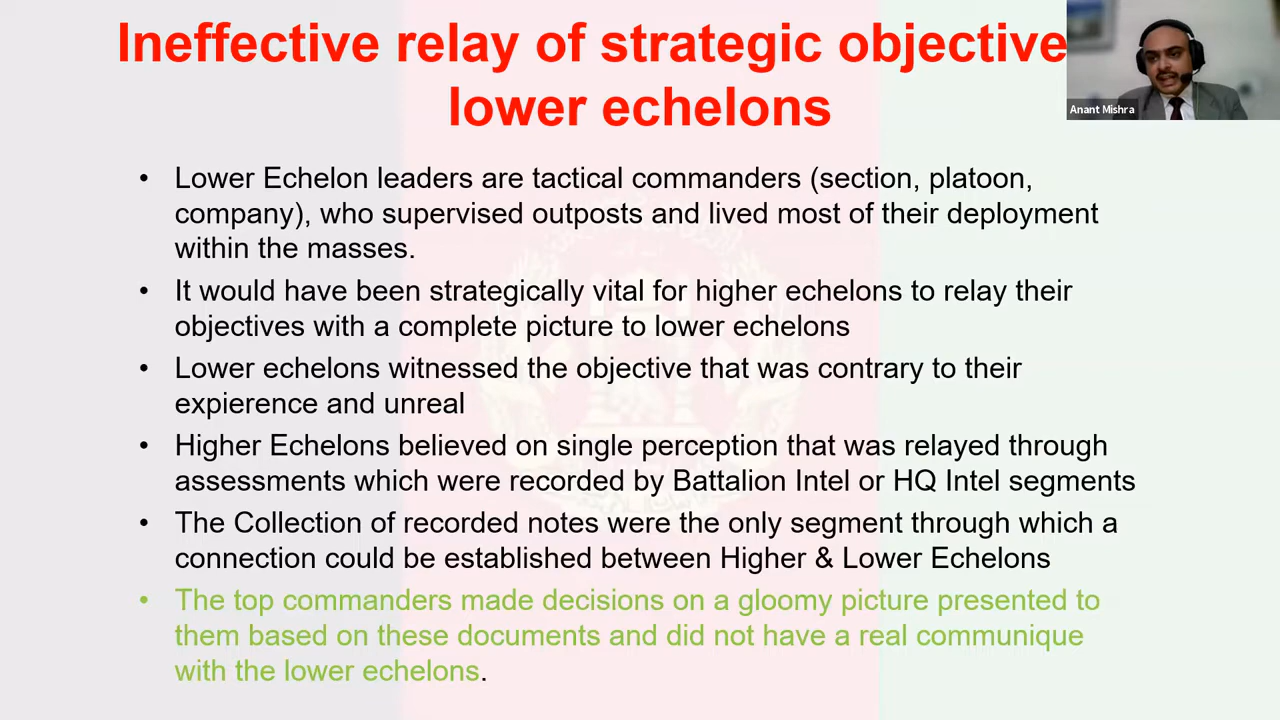 Ineffective relay of strategic objective
lower echelons
Anant Mishra
• Lower Echelon leaders are tactical commanders (section, platoon,
company), who supervised outposts and lived most of their deployment
within the masses.
• It would have been strategically vital for higher echelons to relay their
objectives with a complete picture to lower echelons
• Lower echelons witnessed the objective that was contrary to their
expierence and unreal
• Higher Echelons believed on single perception that was relayed through
assessments which were recorded by Battalion Intel or HQ Intel segments
• The Collection of recorded notes were the only segment through which a
connection could be established between Higher & Lower Echelons
• The top commanders made decisions on a gloomy picture presented to
them based on these documents and did not have a real communique
with the lower echelons.